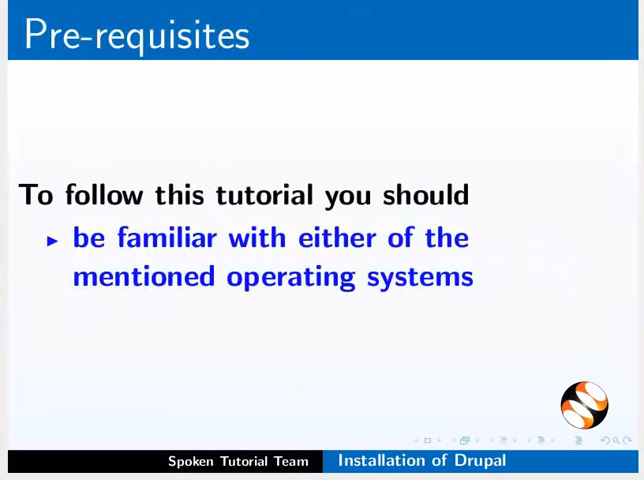 Pre-requisites
To follow this tutorial you should
be familiar with either of the
mentioned operating systems
Spoken Tutorial Team
Installation of Drupal